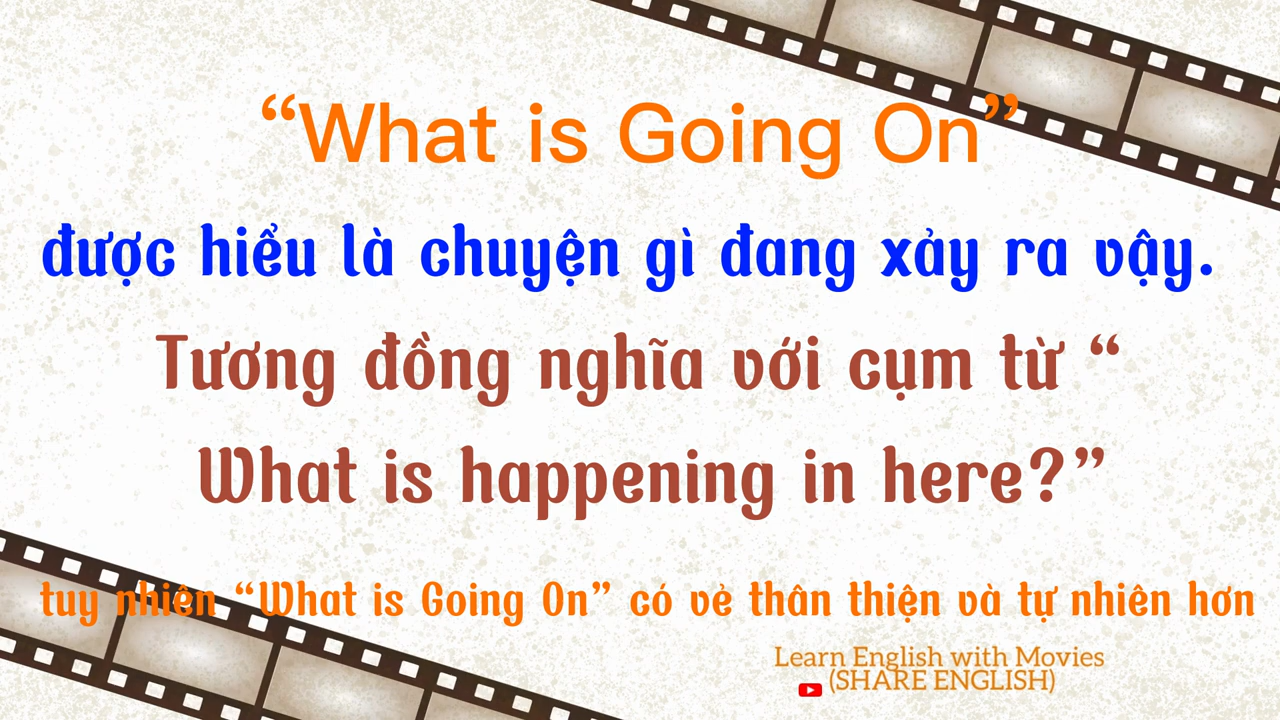 “What is Going On”
được hiểu là chuyện gì đang xảy ra vậy.
Tương đồng nghĩa với cụm từ “
What is happening in here?”
tuy nhiên “What is Going On” có vẻ thân thiện và tự nhiên hơn
Learn English with Movies
(SHARE ENGLISH)